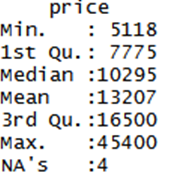 price
Min.   : 5118
1st Qu.: 7775
Median :10295
Mean   :13207
3rd Qu.:16500
Max.   :45400
NA's   :4